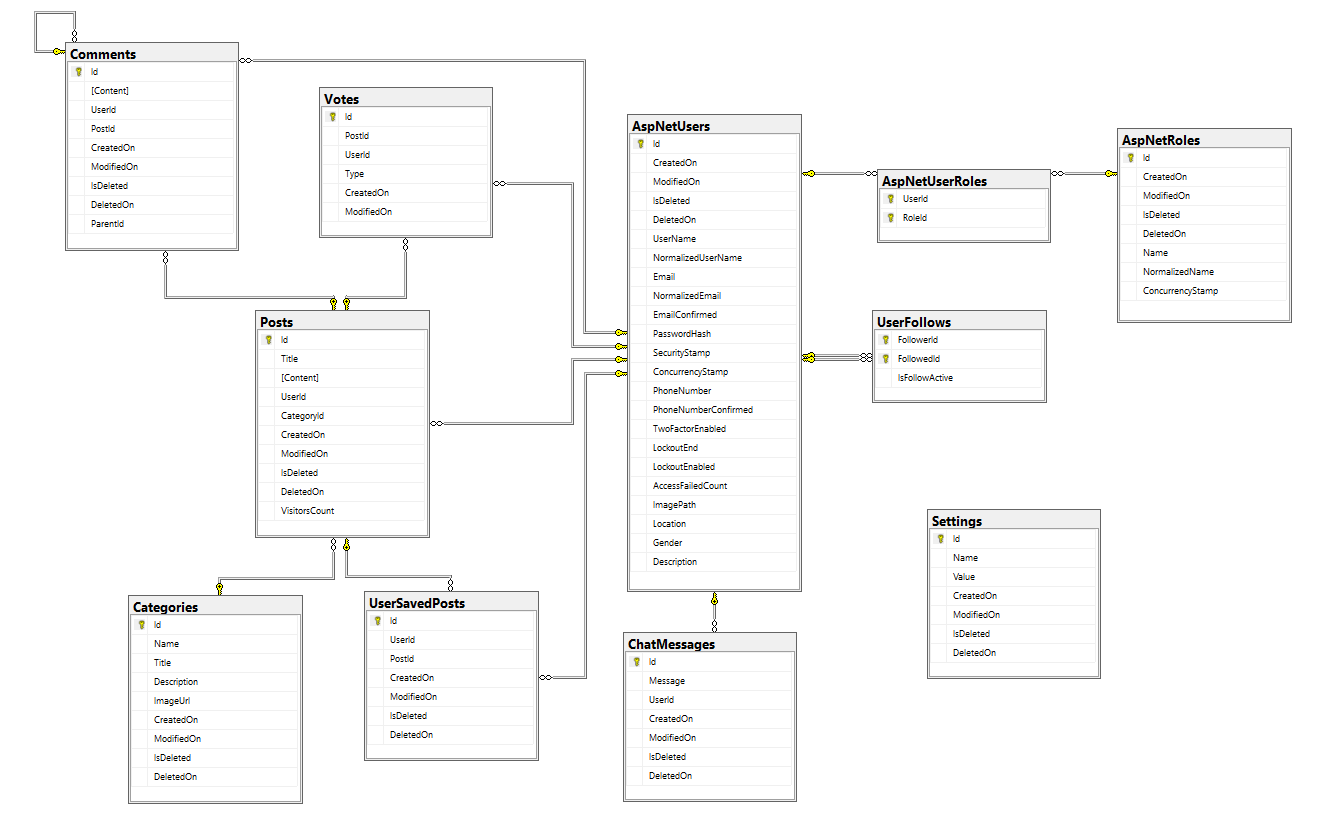 Comments
Id
[Content]
UserId
PostId
CreatedOn
ModifiedOn
IsDeleted
DeletedOn
ParentId
Votes
Id
PostId
UserId
Type
CreatedOn
ModifiedOn
AspNetUsers
Id
CreatedOn
ModifiedOn
IsDeleted
DeletedOn
UserName
NormalizedUserName
Email
NormalizedEmail
EmailConfirmed
PasswordHash
SecurityStamp
ConcurrencyStamp
PhoneNumber
PhoneNumberConfirmed
TwoFactorEnabled
LockoutEnd
LockoutEnabled
AccessFailedCount
ImagePath
Location
Gender
Description
AspNetUserRoles
UserId
RoleId
AspNetRoles
Id
CreatedOn
ModifiedOn
IsDeleted
DeletedOn
Name
NormalizedName
ConcurrencyStamp
Posts
Id
Title
[Content]
UserId
CategoryId
CreatedOn
ModifiedOn
IsDeleted
DeletedOn
VisitorsCount
UserFollows
FollowerId
FollowedId
IsFollowActive
Settings
Id
Name
Value
CreatedOn
ModifiedOn
IsDeleted
DeletedOn
Categories
Id
Name
Title
Description
ImageUrl
CreatedOn
ModifiedOn
IsDeleted
DeletedOn
UserSavedPosts
Id
UserId
PostId
CreatedOn
ModifiedOn
IsDeleted
DeletedOn
ChatMessages
Id
Message
UserId
CreatedOn
ModifiedOn
IsDeleted
DeletedOn